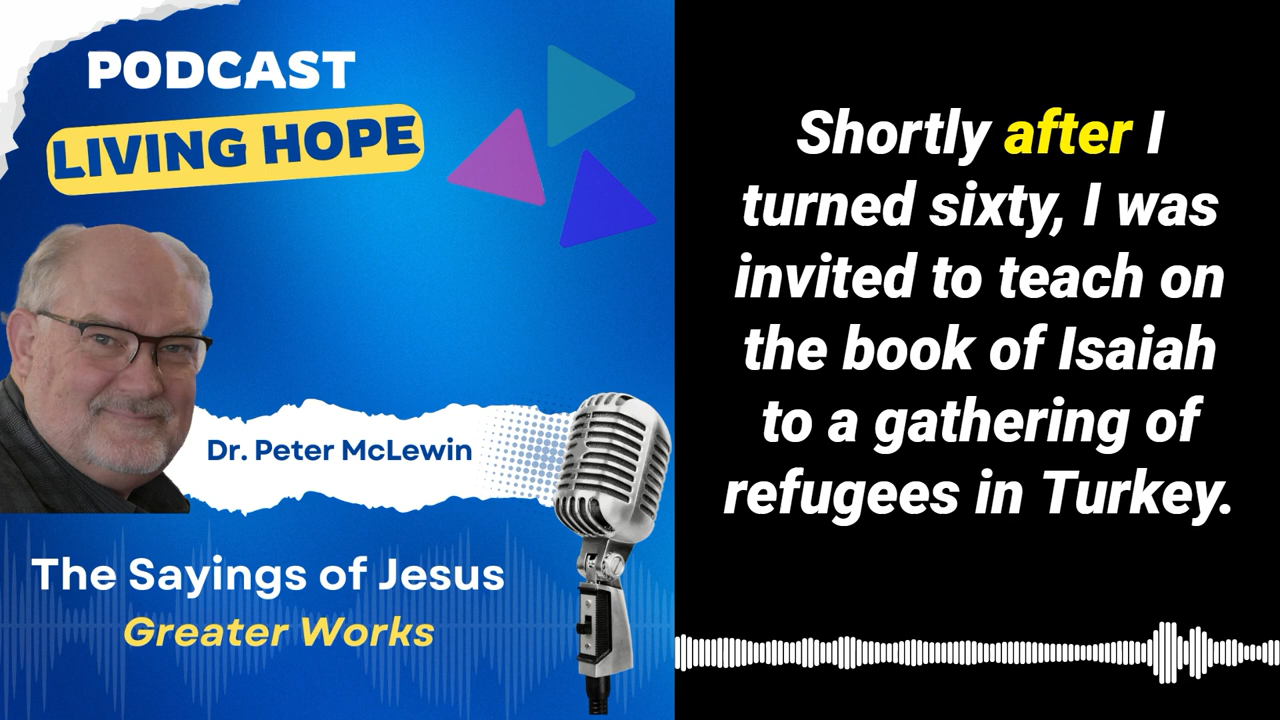 PODCAST
LIVING HOPE
Dr. Peter McLewin
The Sayings of Jesus
Greater Works
Shortly after I
turned sixty, I was
invited to teach on
the book of Isaiah
to a gathering of
refugees in Turkey.